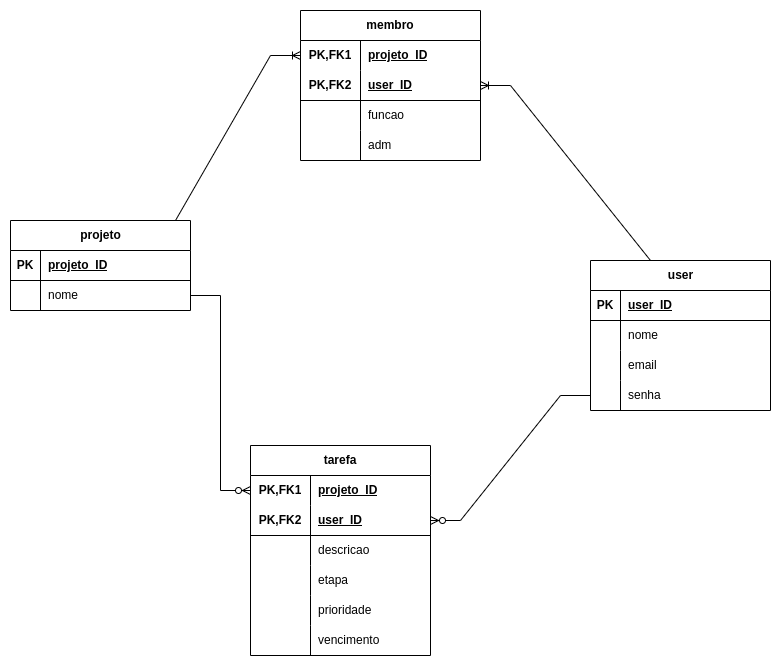 membro
PK,FK1 projeto_ID
PK,FK2 user_ID
funcao
adm
projeto
PK projeto_ID
nome
user
PK user_ID
nome
email
senha
tarefa
PK,FK1 projeto_ID
PK,FK2 user_ID
descricao
etapa
prioridade
vencimento